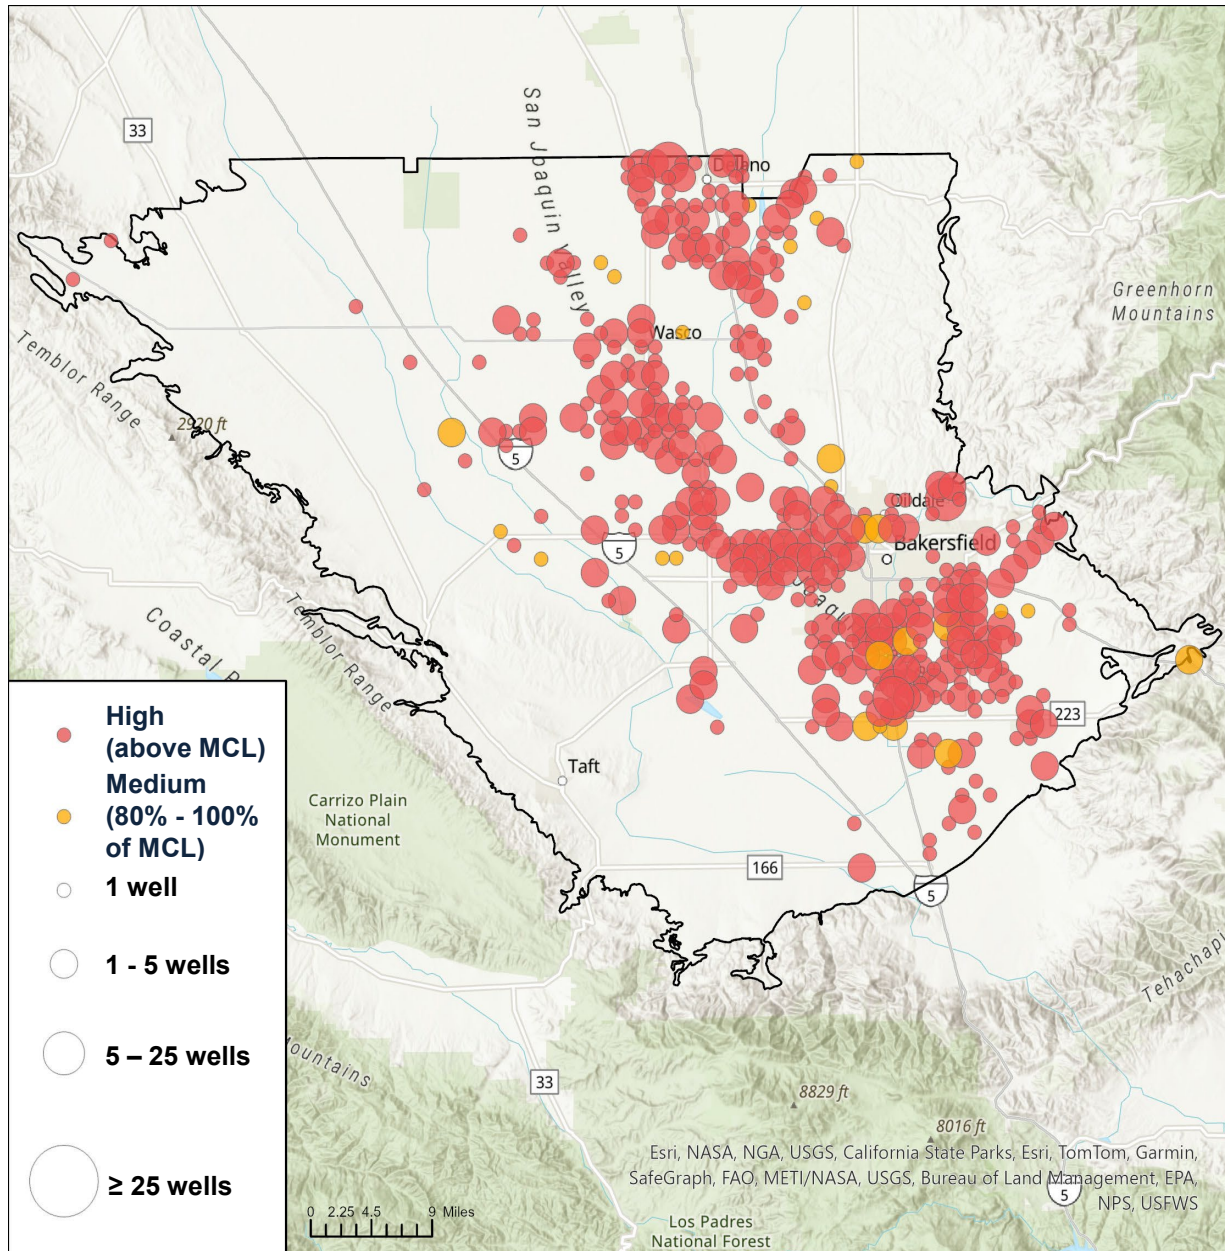 33
San Joaquin Valley
Delano
Greenhorn
Mountains
Wasco
Temblor Range
2920 ft
5
Oildale
5
Bakersfield
Coastal
Temblor Range
223
Taft
Carrizo Plain
National
Monument
166
5
Tehachapi
33
8829 ft
8016 ft
5
Los Padres
National Forest
High
(above MCL)
Medium
(80% - 100%
of MCL)
1 well
1 - 5 wells
5 – 25 wells
≥ 25 wells
Mountains
0 2.25 4.5 9 Miles
Esri, NASA, NGA, USGS, California State Parks, Esri, TomTom, Garmin,
SafeGraph, FAO, METI/NASA, USGS, Bureau of Land Management, EPA,
NPS, USFWS